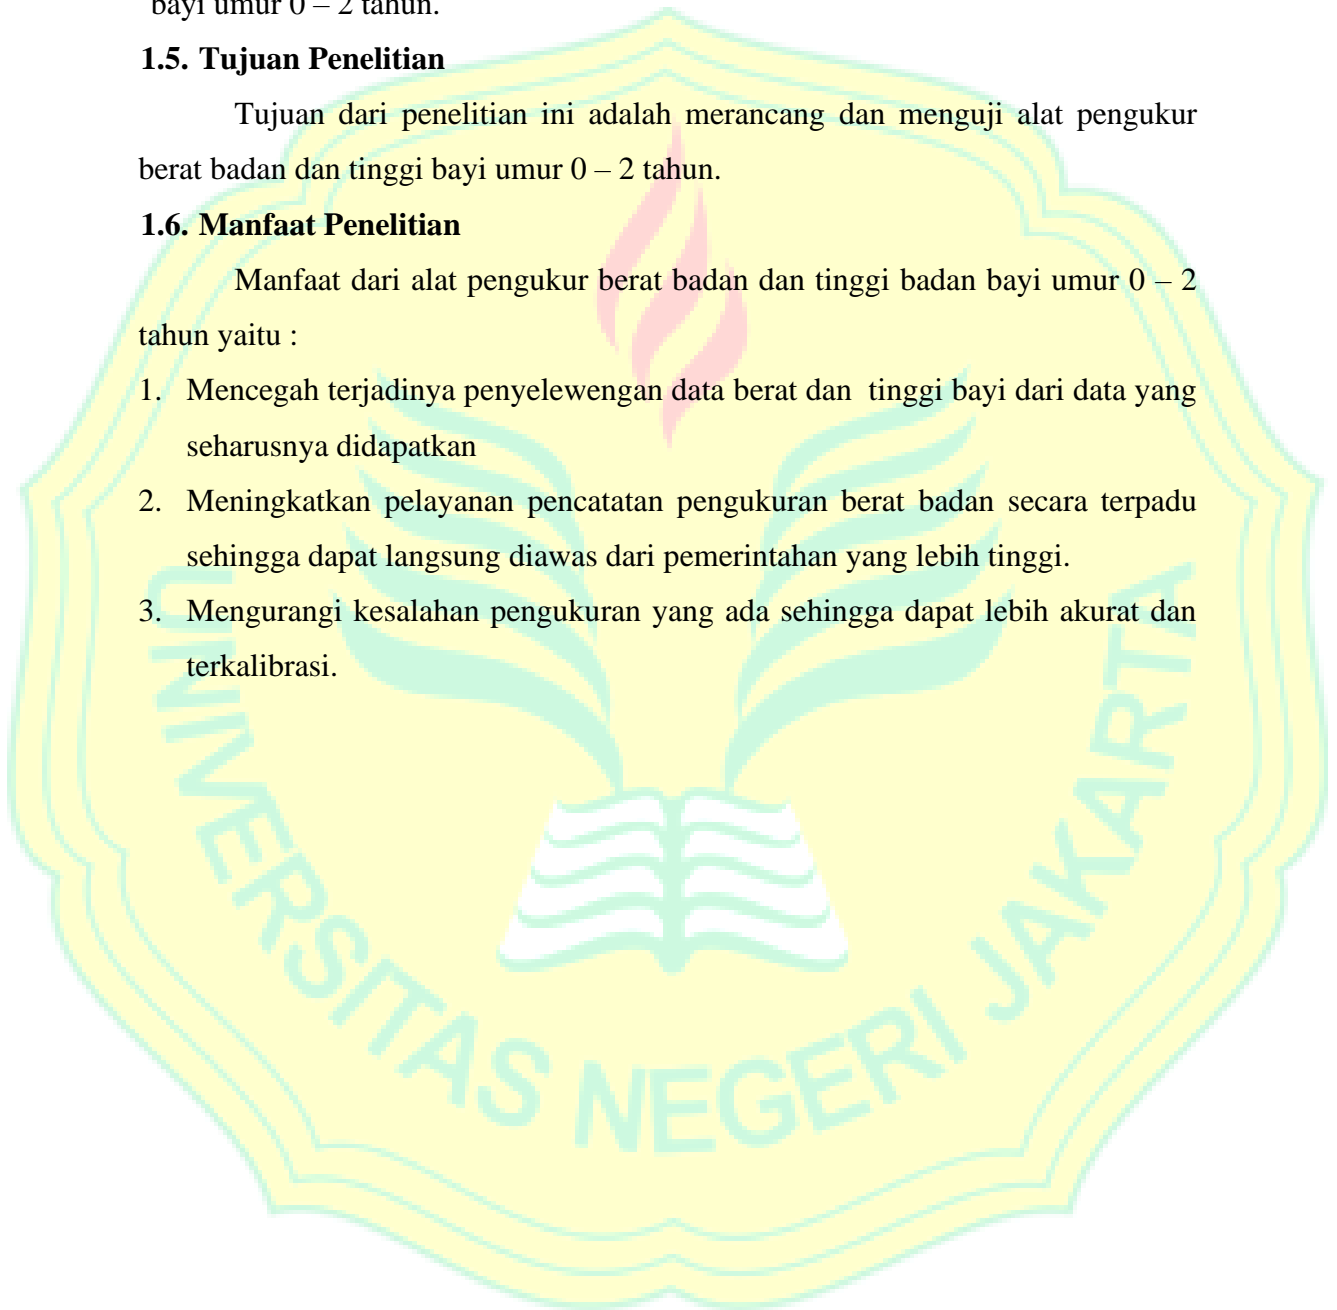 bayi umur 0 – 2 tahun.
1.5. Tujuan Penelitian
Tujuan dari penelitian ini adalah merancang dan menguji alat pengukur
berat badan dan tinggi bayi umur 0 – 2 tahun.
1.6. Manfaat Penelitian
Manfaat dari alat pengukur berat badan dan tinggi badan bayi umur 0 – 2
tahun yaitu :
1. Mencegah terjadinya penyelewengan data berat dan tinggi bayi dari data yang
seharusnya didapatkan
2. Meningkatkan pelayanan pencatatan pengukuran berat badan secara terpadu
sehingga dapat langsung diawas dari pemerintahan yang lebih tinggi.
3. Mengurangi kesalahan pengukuran yang ada sehingga dapat lebih akurat dan
terkalibrasi.
UNIVERSITAS NEGERI JAKARTA